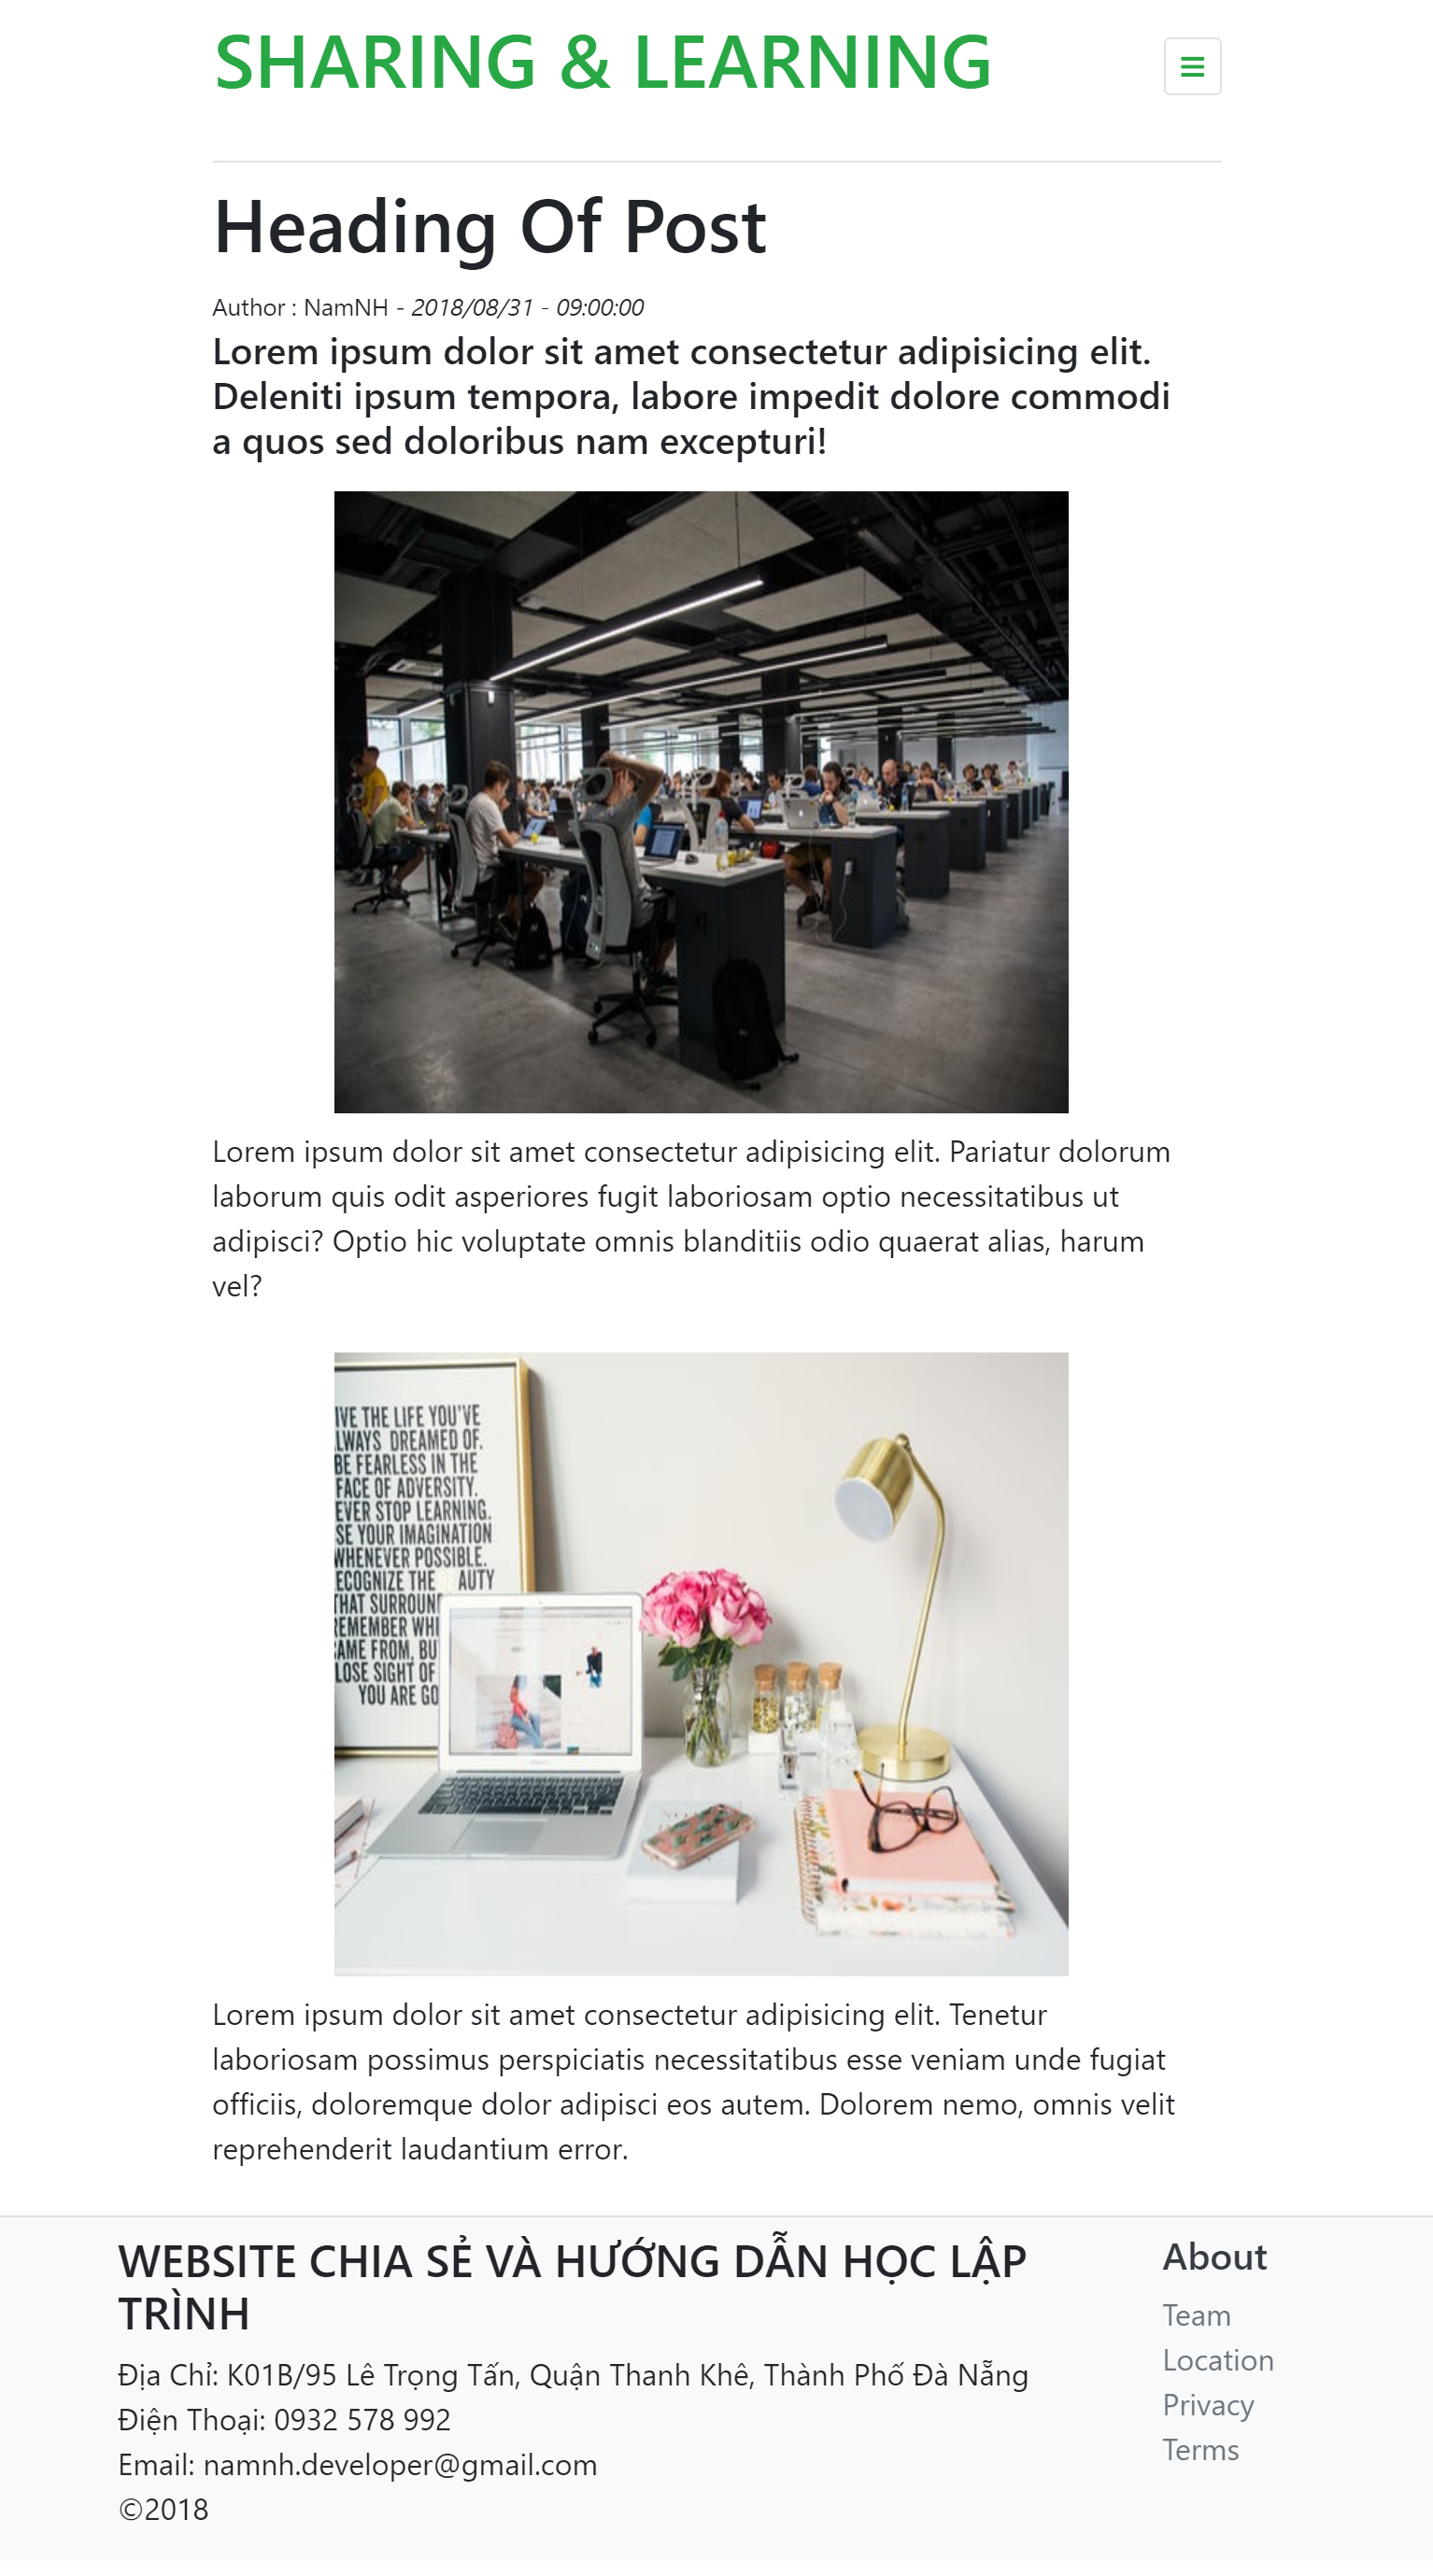 SHARING & LEARNING
Heading Of Post
Author : NamNH - 2018/08/31 - 09:00:00
Lorem ipsum dolor sit amet consectetur adipisicing elit.
Deleniti ipsum tempora, labore impedit dolore commodi
a quos sed doloribus nam excepturi!
Lorem ipsum dolor sit amet consectetur adipisicing elit. Pariatur dolorum
laborum quis odit asperiores fugit laboriosam optio necessitatibus ut
adipisci? Optio hic voluptate omnis blanditiis odio quaerat alias, harum
vel?
IVE THE LIFE YOU'VE
LWAYS DREAMED OF.
BE FEARLESS IN THE
FACE OF ADVERSITY.
EVER STOP LEARNING.
SE YOUR IMAGINATION
WHENEVER POSSIBLE.
ECOGNIZE THE AUTY
THAT SURROUN
REMEMBER WH
AME FROM, BU
LOSE SIGHT OF
YOU ARE GO
Lorem ipsum dolor sit amet consectetur adipisicing elit. Tenetur
laboriosam possimus perspiciatis necessitatibus esse veniam unde fugiat
officiis, doloremque dolor adipisci eos autem. Dolorem nemo, omnis velit
reprehenderit laudantium error.
WEBSITE CHIA SẺ VÀ HƯỚNG DẪN HỌC LẬP
TRÌNH
Địa Chỉ: K01B/95 Lê Trọng Tấn, Quận Thanh Khê, Thành Phố Đà Nẵng
Điện Thoại: 0932 578 992
Email: namnh.developer@gmail.com
©2018
About
Team
Location
Privacy
Terms